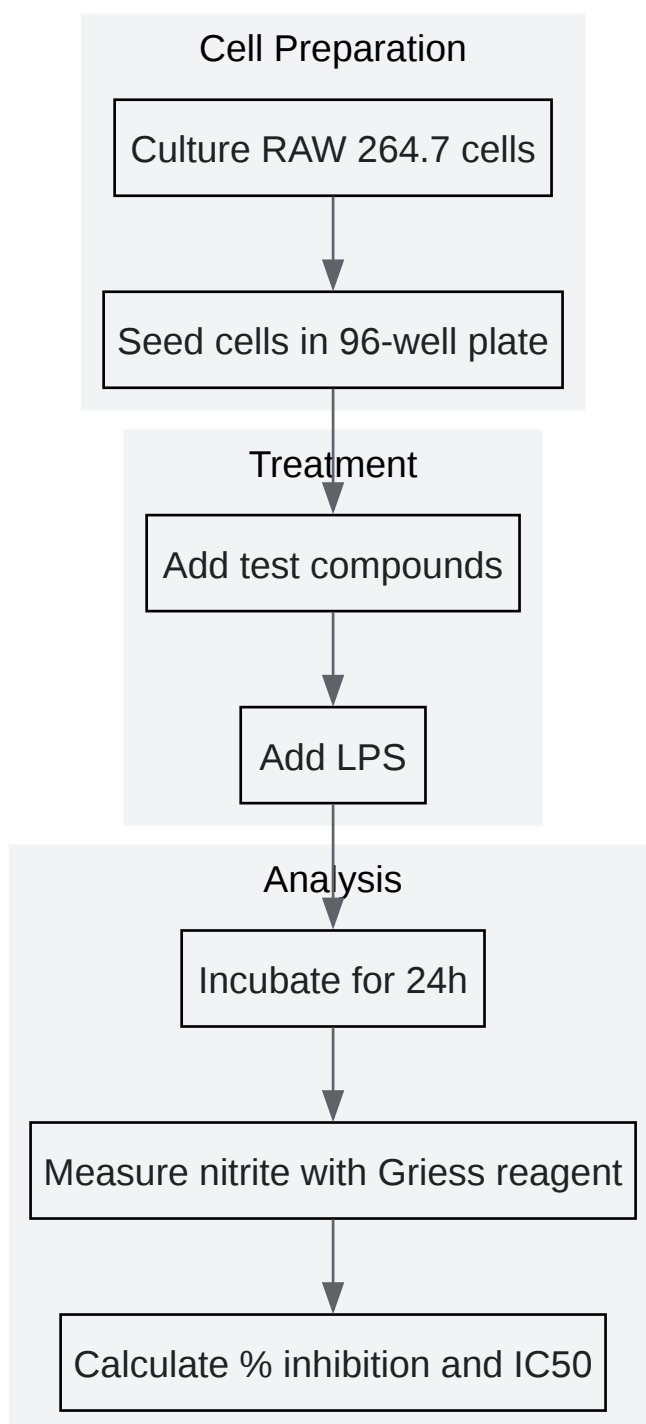 Cell Preparation
Culture RAW 264.7 cells
Seed cells in 96-well plate
Treatment
Add test compounds
Add LPS
Analysis
Incubate for 24h
Measure nitrite with Griess reagent
Calculate % inhibition and IC50